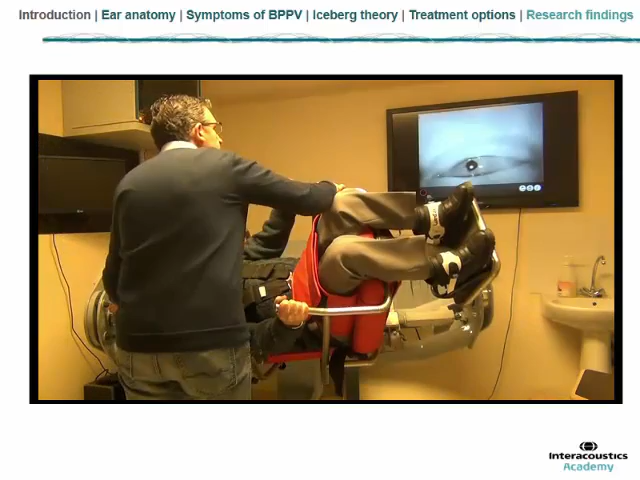 Introduction | Ear anatomy | Symptoms of BPPV | Iceberg theory | Treatment options | Research findings
Interacoustics
Academy